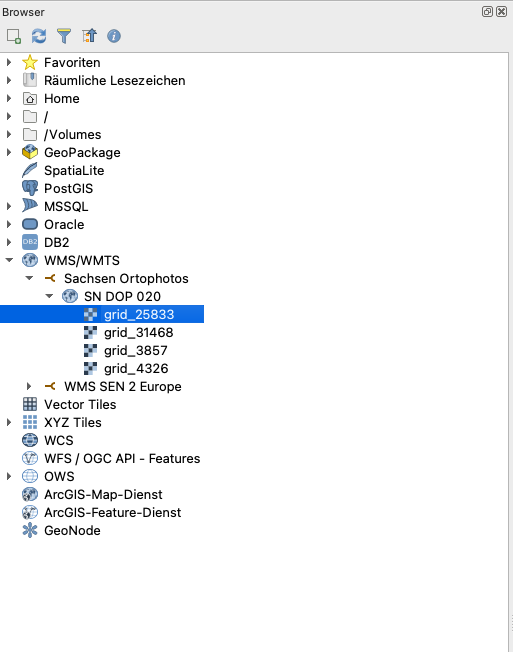 Browser
Favoriten
Räumliche Lesezeichen
Home
/
/Volumes
GeoPackage
SpatiaLite
PostGIS
MSSQL
Oracle
DB2
DB2
WMS/WMTS
Sachsen Ortophotos
SN DOP 020
grid_25833
grid_31468
grid_3857
grid_4326
WMS SEN 2 Europe
Vector Tiles
XYZ Tiles
WCS
WFS / OGC API - Features
OWS
ArcGIS-Map-Dienst
ArcGIS-Feature-Dienst
GeoNode